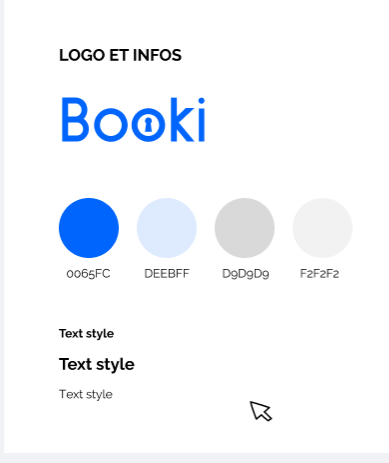 LOGO ET INFOS
Booki
0065FC DEEBFF D9D9D9 F2F2F2
Text style
Text style
Text style